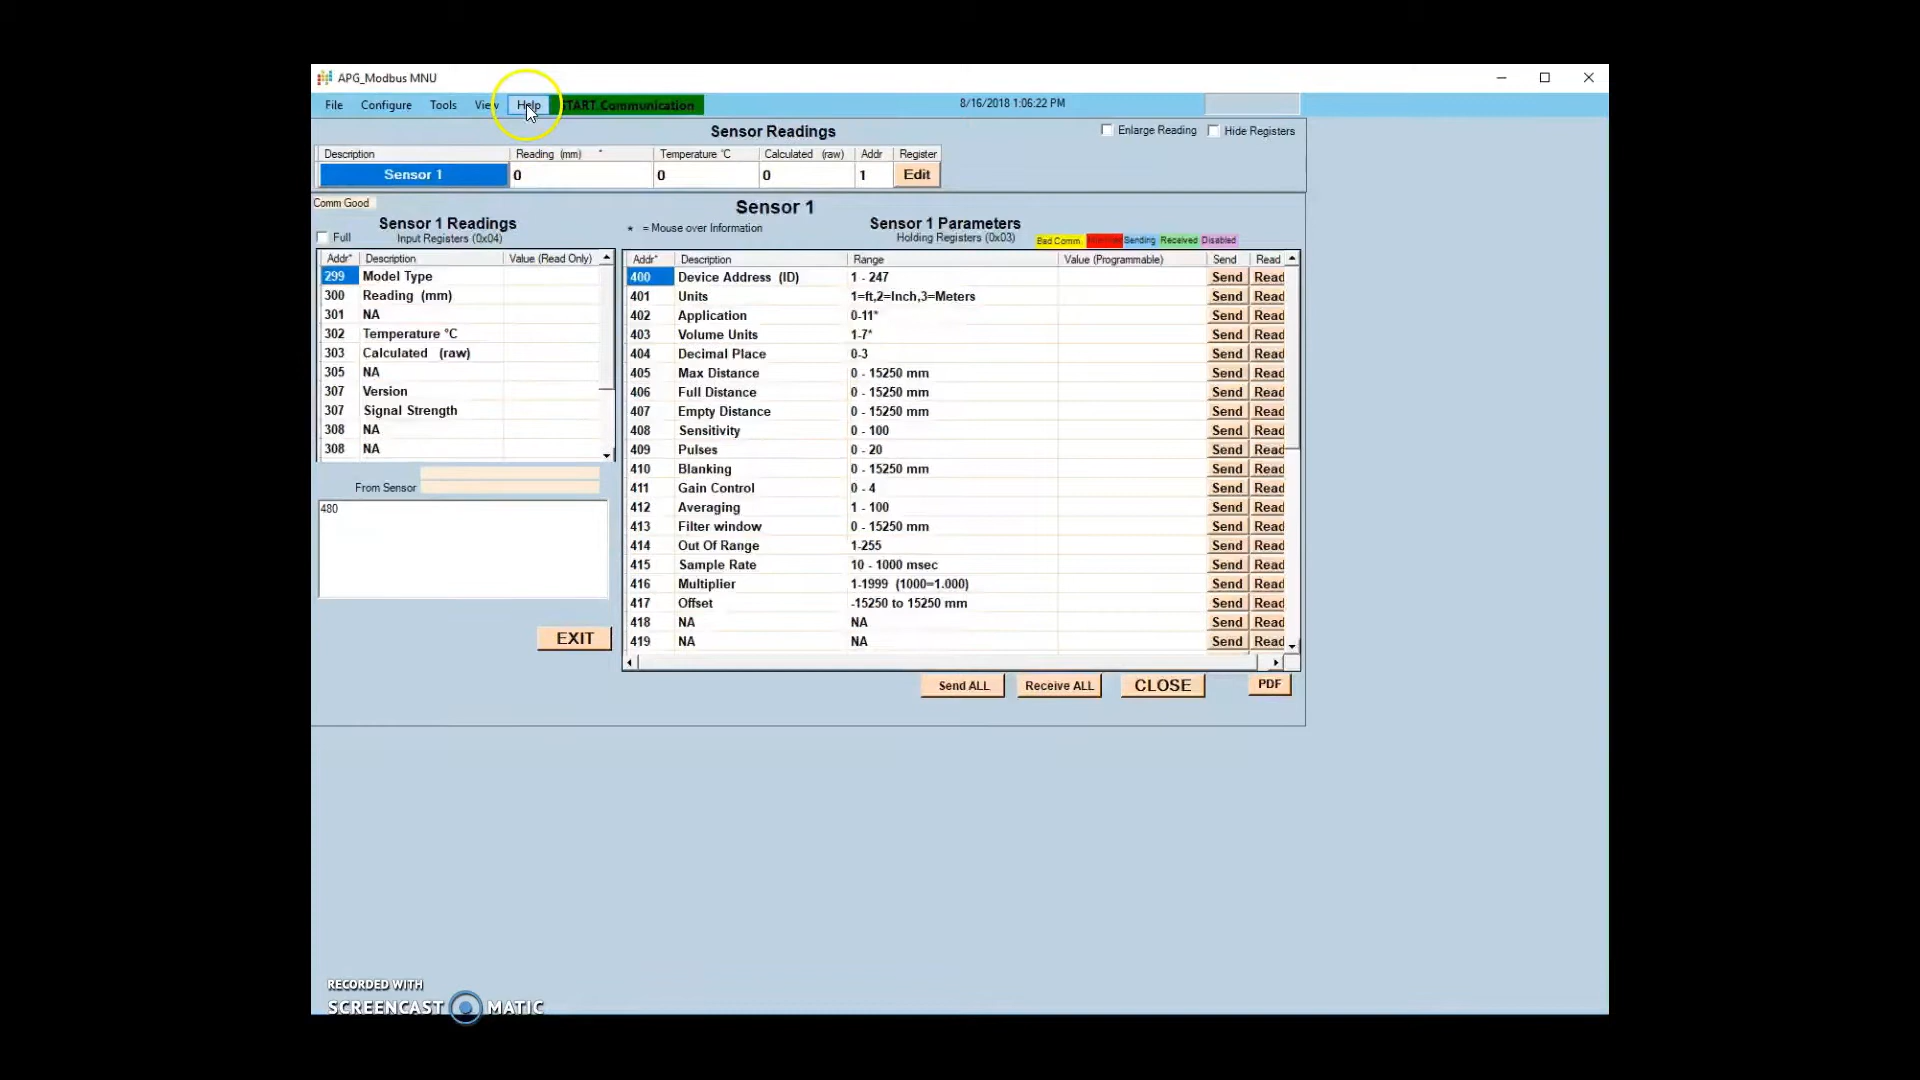 APG_Modbus MNU
File Configure Tools View Help START Communication 8/16/2018 1:06:22 PM
Sensor Readings
Enlarge Reading Hide Registers
Description Reading (mm) * Temperature °C Calculated (raw) Addr Register
Sensor 1 0 0 0 1 Edit
Comm Good
Sensor 1
Sensor 1 Readings
* = Mouse over Information
Sensor 1 Parameters
Full Input Registers (0x04)
Holding Registers (0x03) Bad Comm. Sending Received Disabled
Addr* Description Value (Read Only)
299 Model Type
300 Reading (mm)
301 NA
302 Temperature °C
303 Calculated (raw)
305 NA
307 Version
307 Signal Strength
308 NA
308 NA
From Sensor
480
EXIT
Addr* Description Range Value (Programmable) Send Read
400 Device Address (ID) 1 - 247 Send Read
401 Units 1=ft,2=Inch,3=Meters Send Read
402 Application 0-11* Send Read
403 Volume Units 1-7* Send Read
404 Decimal Place 0-3 Send Read
405 Max Distance 0 - 15250 mm Send Read
406 Full Distance 0 - 15250 mm Send Read
407 Empty Distance 0 - 15250 mm Send Read
408 Sensitivity 0 - 100 Send Read
409 Pulses 0 - 20 Send Read
410 Blanking 0 - 15250 mm Send Read
411 Gain Control 0 - 4 Send Read
412 Averaging 1 - 100 Send Read
413 Filter window 0 - 15250 mm Send Read
414 Out Of Range 1-255 Send Read
415 Sample Rate 10 - 1000 msec Send Read
416 Multiplier 1-1999 (1000=1.000) Send Read
417 Offset -15250 to 15250 mm Send Read
418 NA NA Send Read
419 NA NA Send Read
Send ALL Receive ALL CLOSE PDF
RECORDED WITH
SCREENCAST MATIC